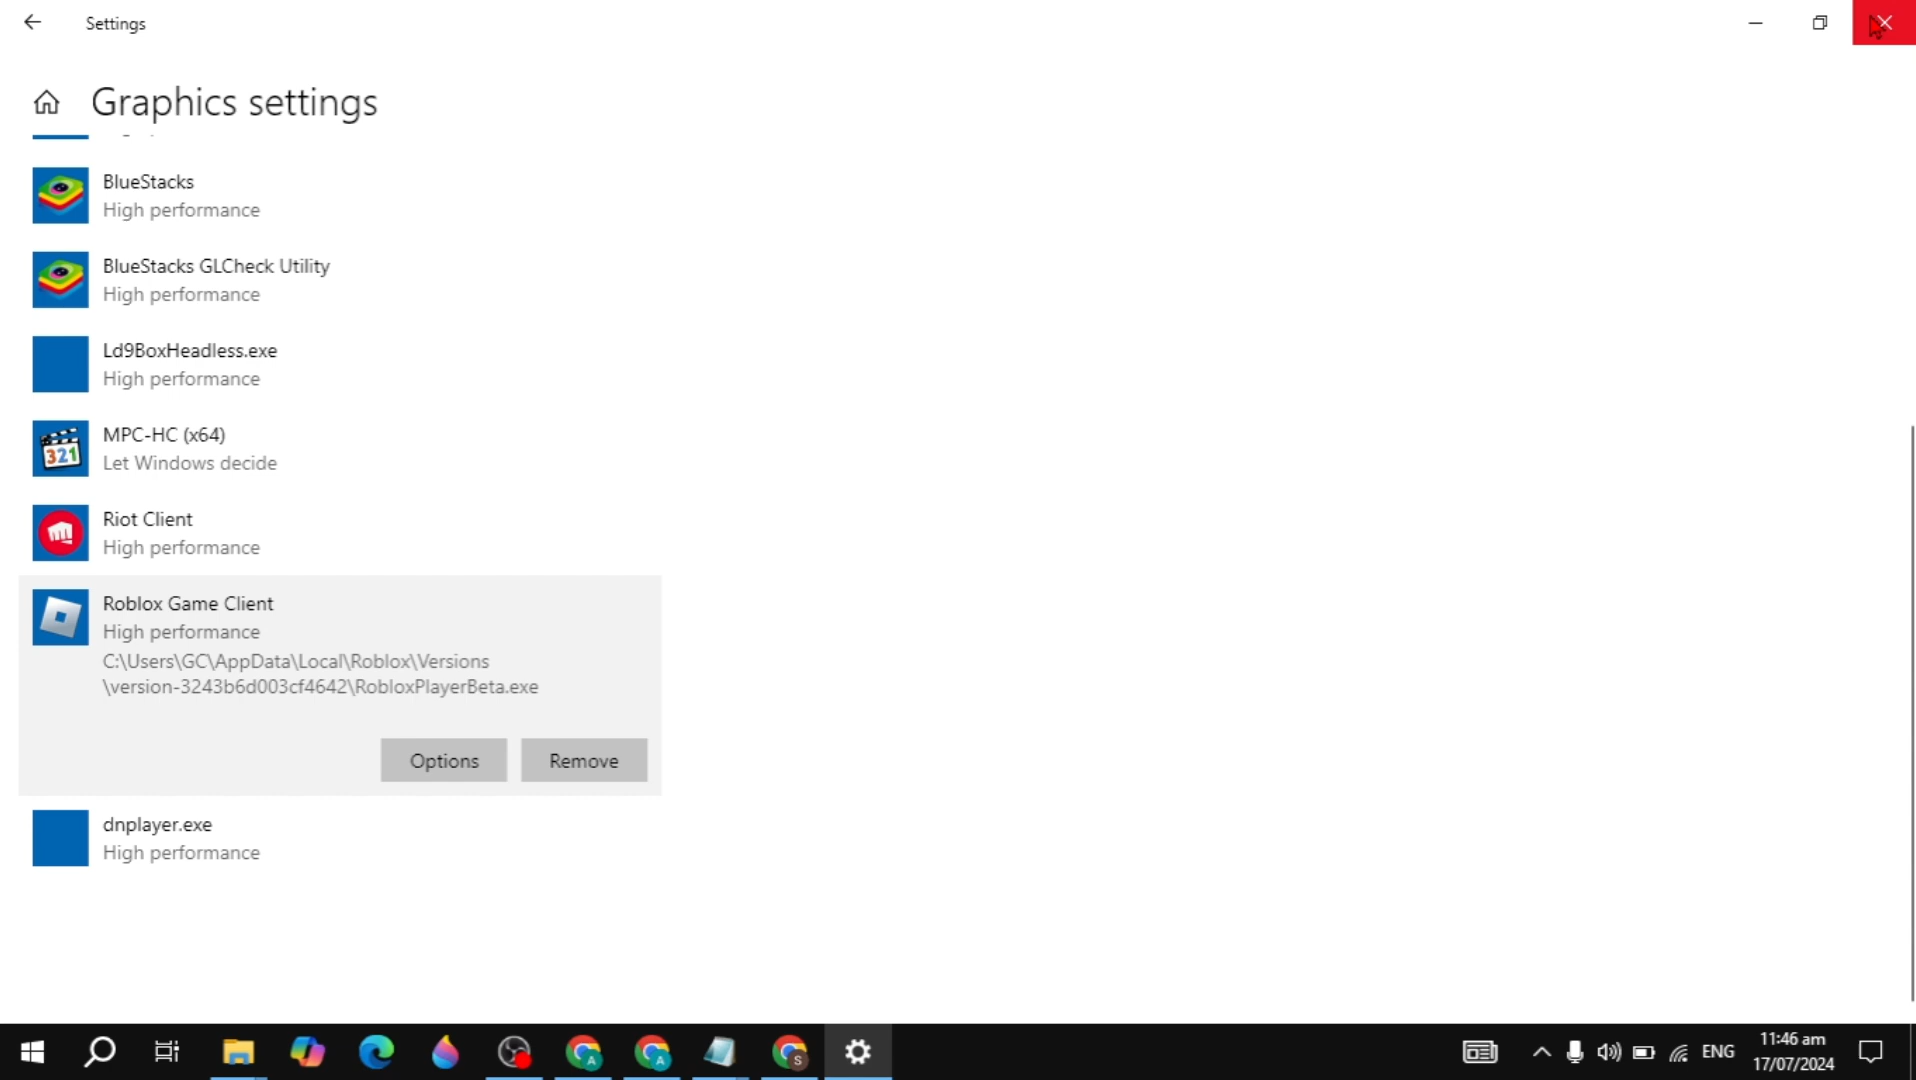 Settings
Graphics settings
BlueStacks
High performance
BlueStacks GLCheck Utility
High performance
Ld9BoxHeadless.exe
High performance
MPC-HC (x64)
Let Windows decide
321
Riot Client
High performance
Roblox Game Client
High performance
C:\Users\GC\AppData\Local\Roblox\Versions
\version-3243b6d003cf4642\RobloxPlayerBeta.exe
Options
Remove
dnplayer.exe
High performance
A
A
S
ENG
11:46 am
17/07/2024